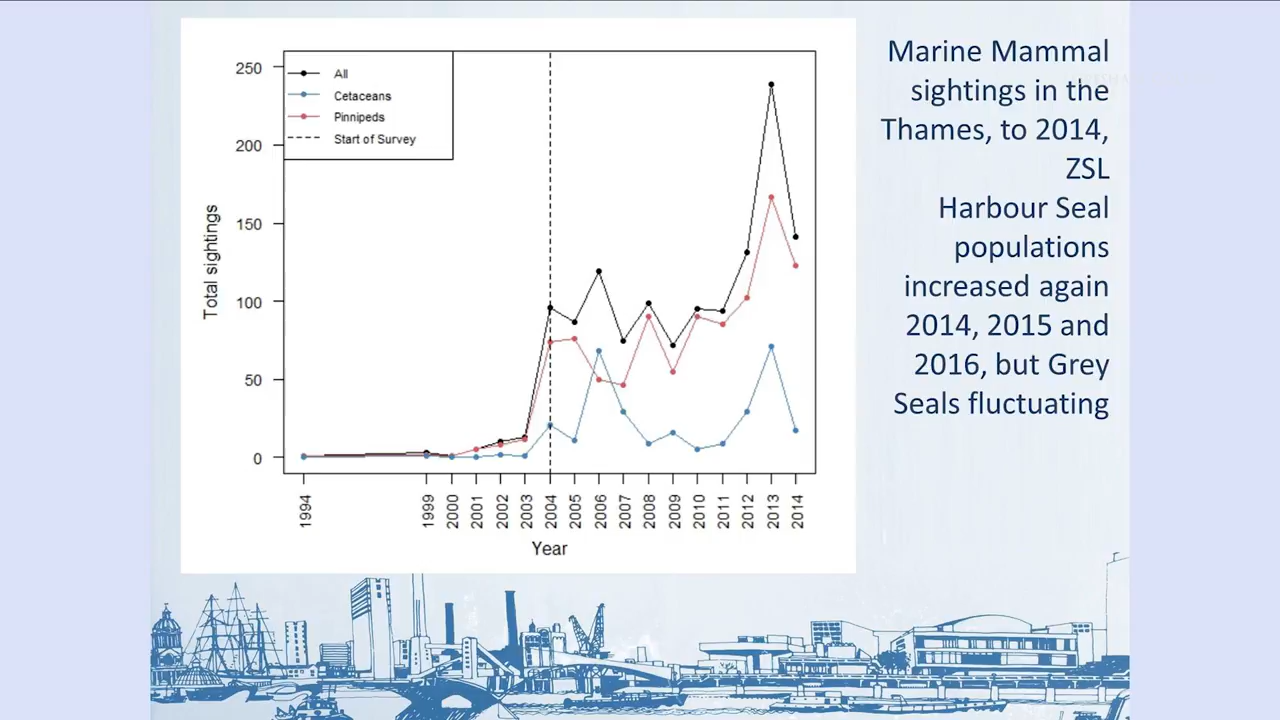 250
200
150
100
50
0
Total sightings
All
Cetaceans
Pinnipeds
Start of Survey
1994
1999
2000
2001
2002
2003
2004
2005
2006
2007
2008
2009
2010
2011
2012
2013
2014
Year
Marine Mammal
sightings in the
Thames, to 2014,
ZSL
Harbour Seal
populations
increased again
2014, 2015 and
2016, but Grey
Seals fluctuating